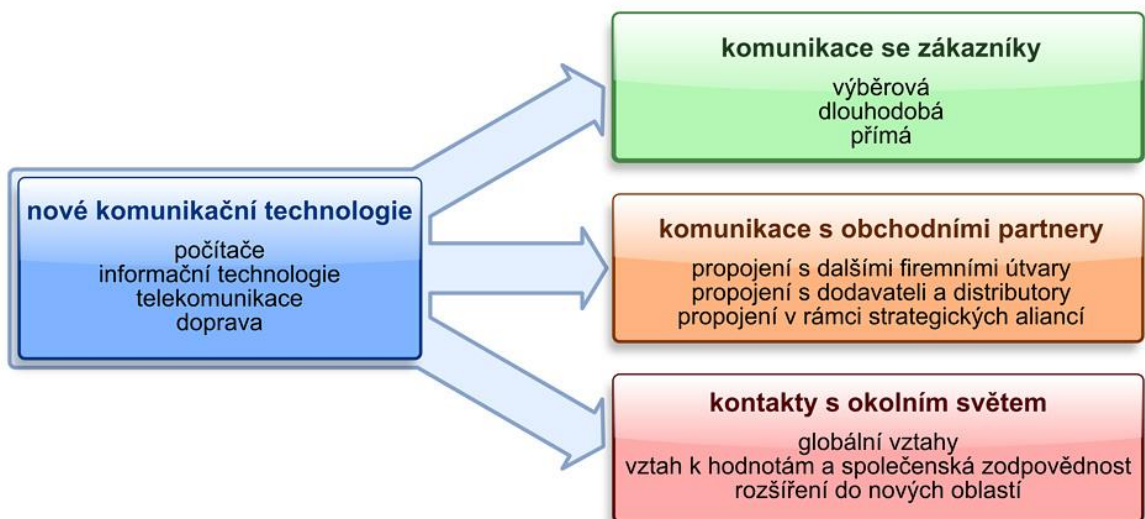 nové komunikační technologie
počítače
informační technologie
telekomunikace
doprava
komunikace se zákazníky
výběrová
dlouhodobá
přímá
komunikace s obchodními partnery
propojení s dalšími firemními útvary
propojení s dodavateli a distributory
propojení v rámci strategických aliancí
kontakty s okolním světem
globální vztahy
vztah k hodnotám a společenská zodpovědnost
rozšíření do nových oblastí